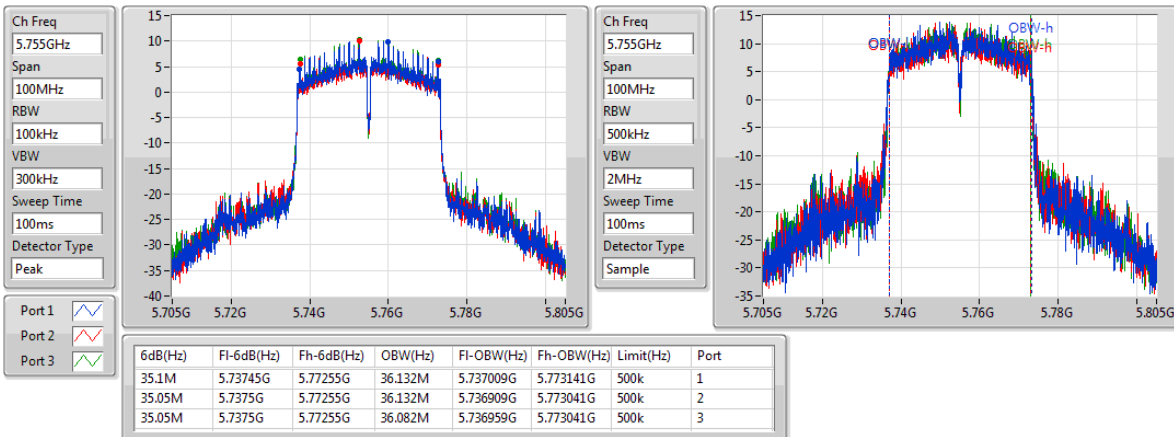 Ch Freq
5.755GHz
Span
100MHz
RBW
100kHz
VBW
300kHz
Sweep Time
100ms
Detector Type
Peak
Port 1
Port 2
Port 3
15
10
5
0
-5
-10
-15
-20
-25
-30
-35
-40
5.705G 5.72G 5.74G 5.76G 5.78G 5.805G
Ch Freq
5.755GHz
Span
100MHz
RBW
500kHz
VBW
2MHz
Sweep Time
100ms
Detector Type
Sample
15
10
5
0
-5
-10
-15
-20
-25
-30
-35
OBW-h
OBW-h
5.705G 5.72G 5.74G 5.76G 5.78G 5.805G
6dB(Hz) Fl-6dB(Hz) Fh-6dB(Hz) OBW(Hz) Fl-OBW(Hz) Fh-OBW(Hz) Limit(Hz) Port
35.1M 5.73745G 5.77255G 36.132M 5.737009G 5.773141G 500k 1
35.05M 5.7375G 5.77255G 36.132M 5.736909G 5.773041G 500k 2
35.05M 5.7375G 5.77255G 36.082M 5.736959G 5.773041G 500k 3